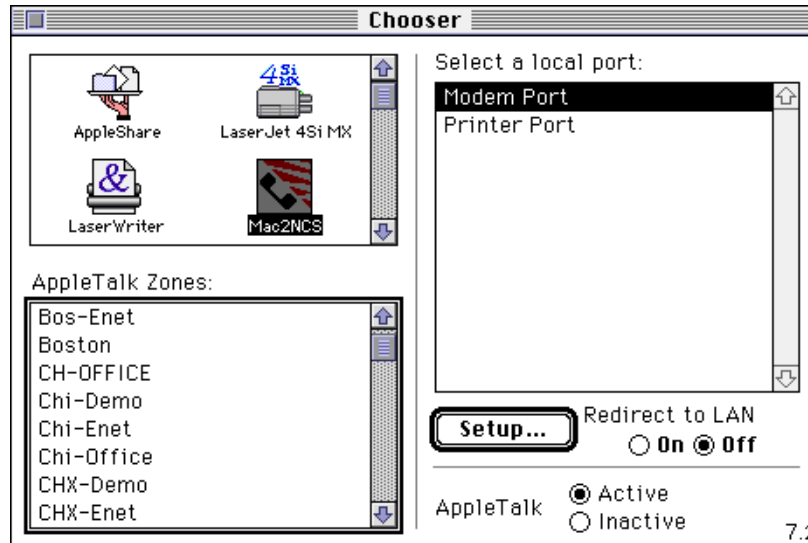 Chooser
4Si
MX
AppleShare
LaserJet 4Si MX
&
LaserWriter
Mac2NCS
AppleTalk Zones:
Bos-Enet
Boston
CH-OFFICE
Chi-Demo
Chi-Enet
Chi-Office
CHX-Demo
CHX-Enet
Select a local port:
Modem Port
Printer Port
Setup...
Redirect to LAN
On Off
AppleTalk
Active
Inactive